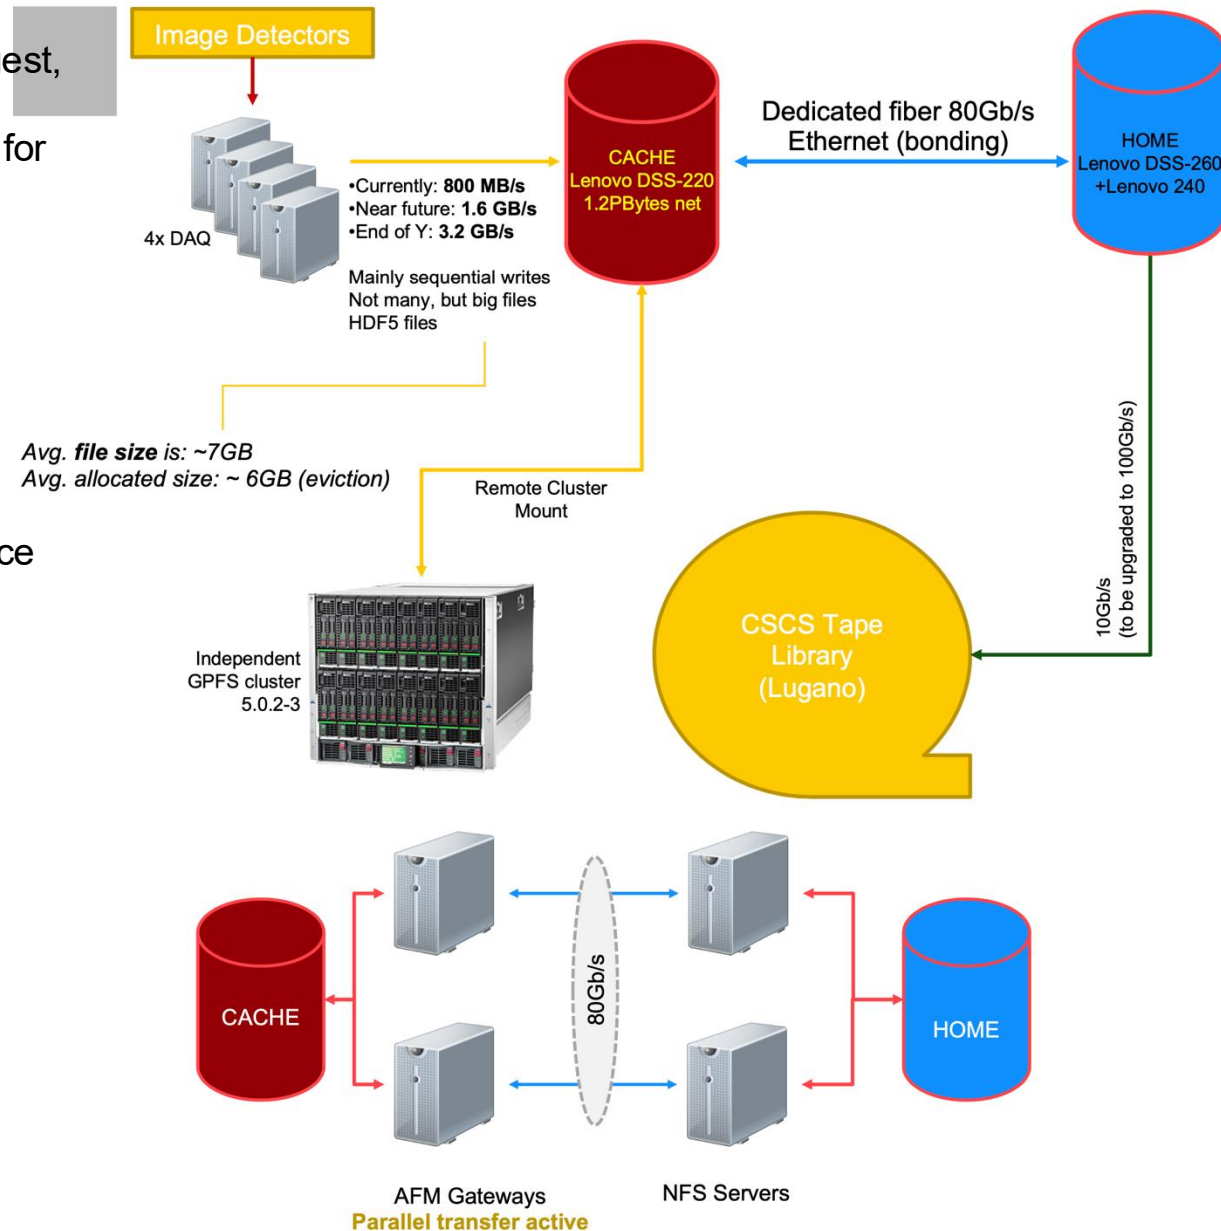 Image Detectors
est,
for
4x DAQ
•Currently: 800 MB/s
•Near future: 1.6 GB/s
•End of Y: 3.2 GB/s
Mainly sequential writes
Not many, but big files
HDF5 files
CACHE
Lenovo DSS-220
1.2PBytes net
Dedicated fiber 80Gb/s
Ethernet (bonding)
HOME
Lenovo DSS-260
+Lenovo 240
Avg. file size is: ~7GB
Avg. allocated size: ~ 6GB (eviction)
Remote Cluster
Mount
10Gb/s
(to be upgraded to 100Gb/s)
ce
Independent
GPFS cluster
5.0.2-3
CSCS Tape
Library
(Lugano)
CACHE
80Gb/s
HOME
AFM Gateways
Parallel transfer active
NFS Servers